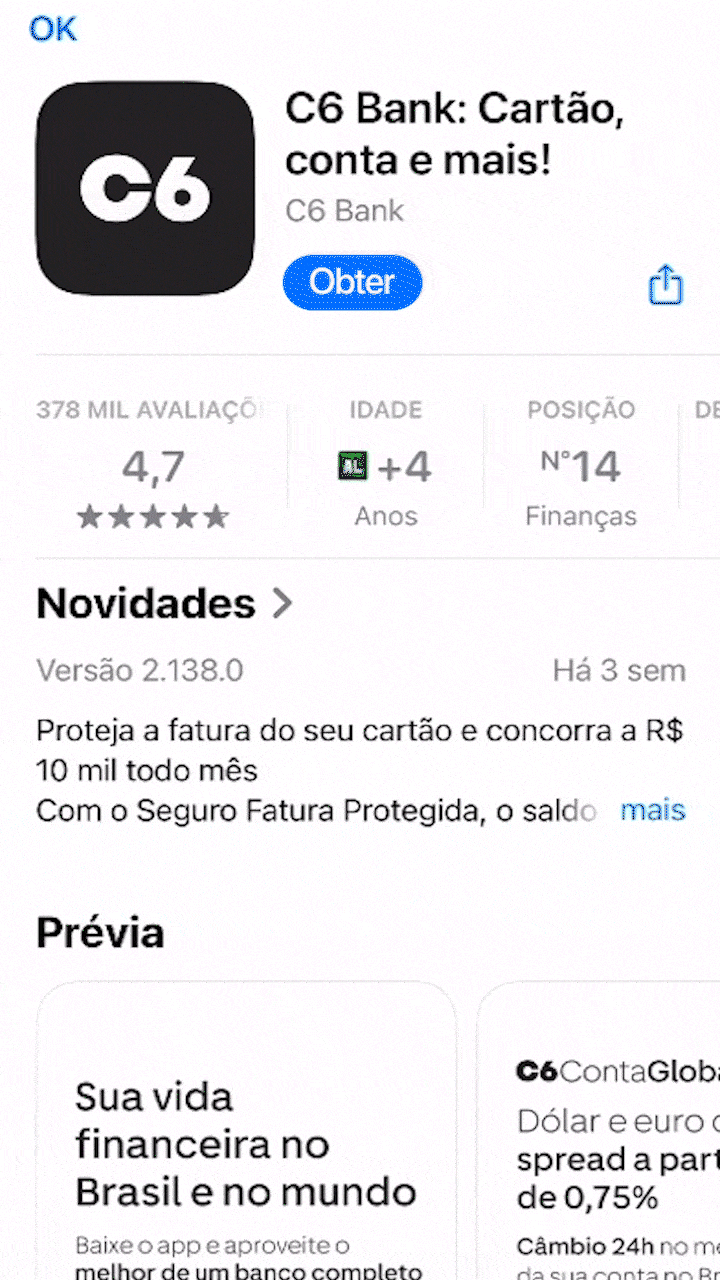 OK
C6
C6 Bank: Cartão,
conta e mais!
C6 Bank
Obter
378 MIL AVALIAÇÕ
4,7
IDADE
+4
Anos
POSIÇÃO
N°14
Finanças
DE
Novidades
Versão 2.138.0
Há 3 sem
Proteja a fatura do seu cartão e concorra a R$
10 mil todo mês
Com o Seguro Fatura Protegida, o saldo mais
Prévia
Sua vida
financeira no
Brasil e no mundo
Baixe o app e aproveite o
melhor de um banco completo
C6ContaGloba
Dólar e euro c
spread a part
de 0,75%
Câmbio 24h no me
da sua conta no Br